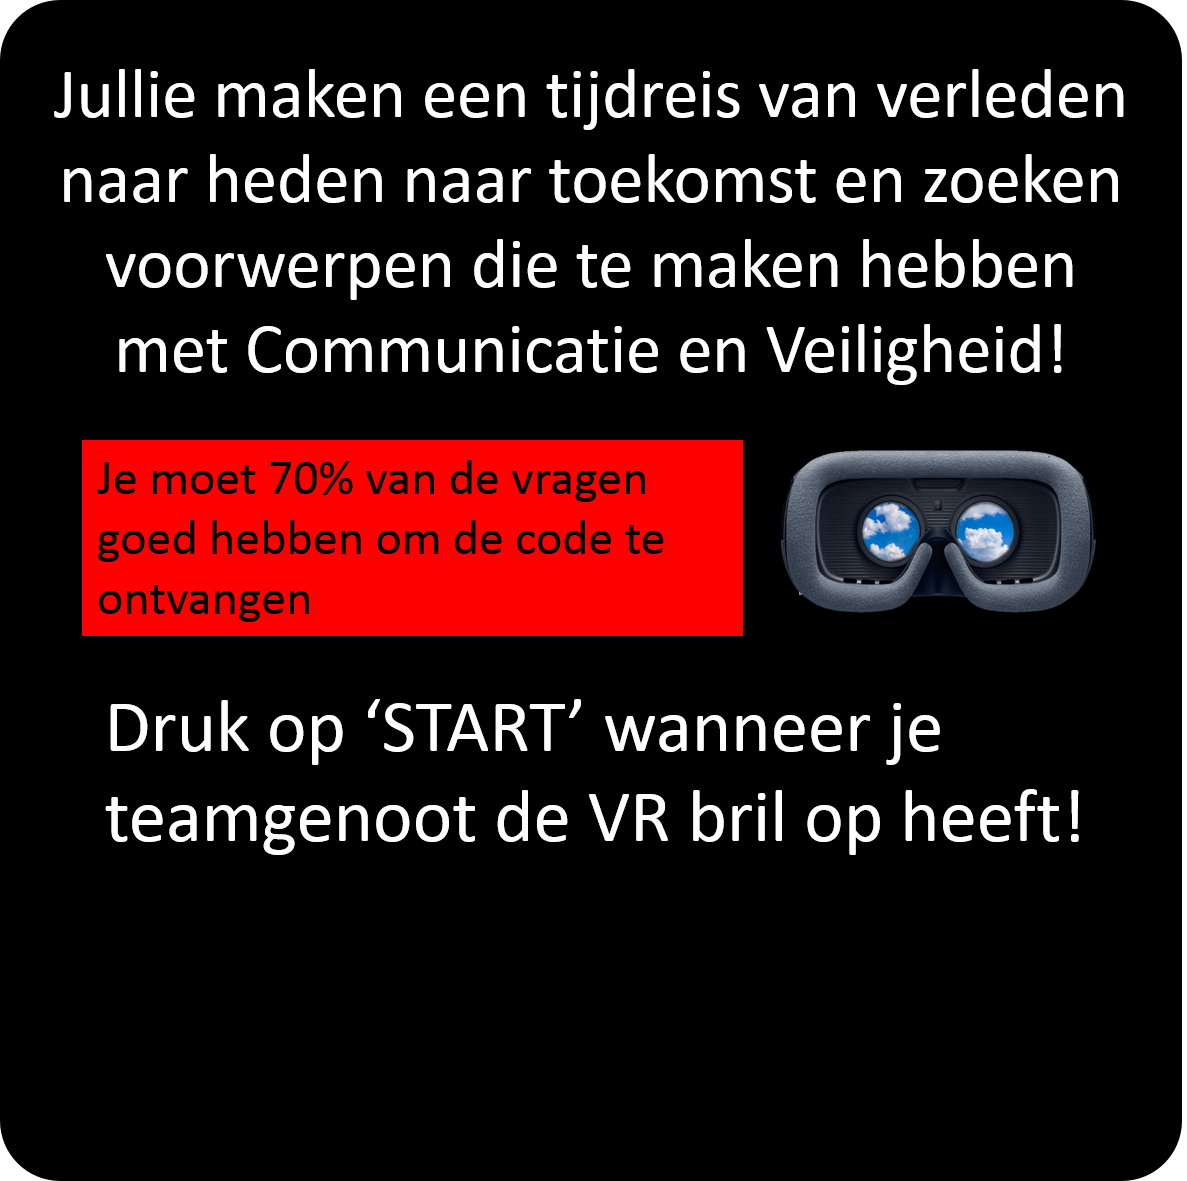 Jullie maken een tijdreis van verleden
naar heden naar toekomst en zoeken
voorwerpen die te maken hebben
met Communicatie en Veiligheid!
Je moet 70% van de vragen
goed hebben om de code te
ontvangen
Druk op ‘START’ wanneer je
teamgenoot de VR bril op heeft!